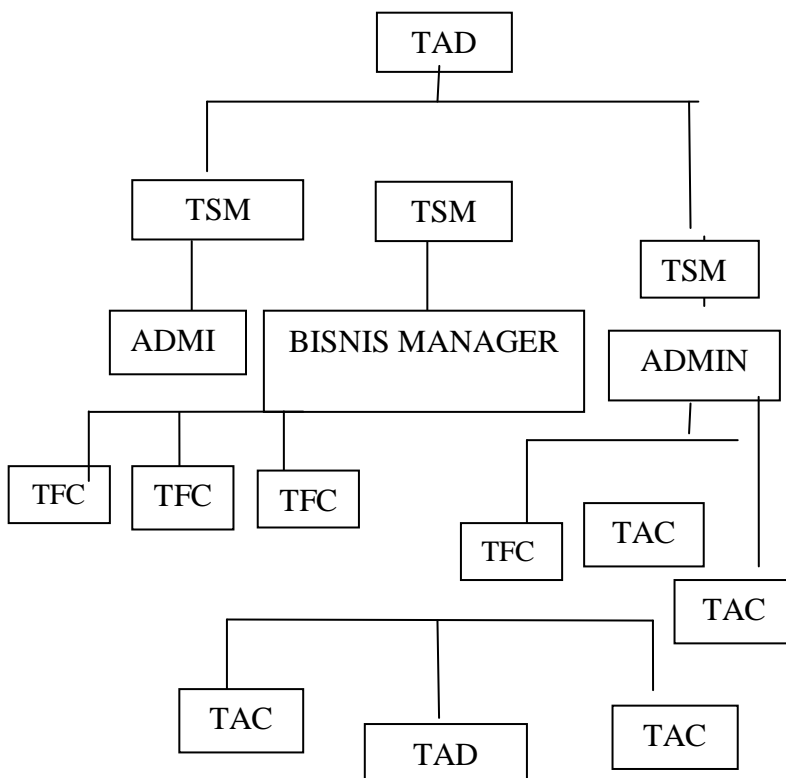 TAD
TSM
TSM
TSM
ADMI
BISNIS MANAGER
ADMIN
TFC
TFC
TFC
TFC
TAC
TAC
TAC
TAD
TAC